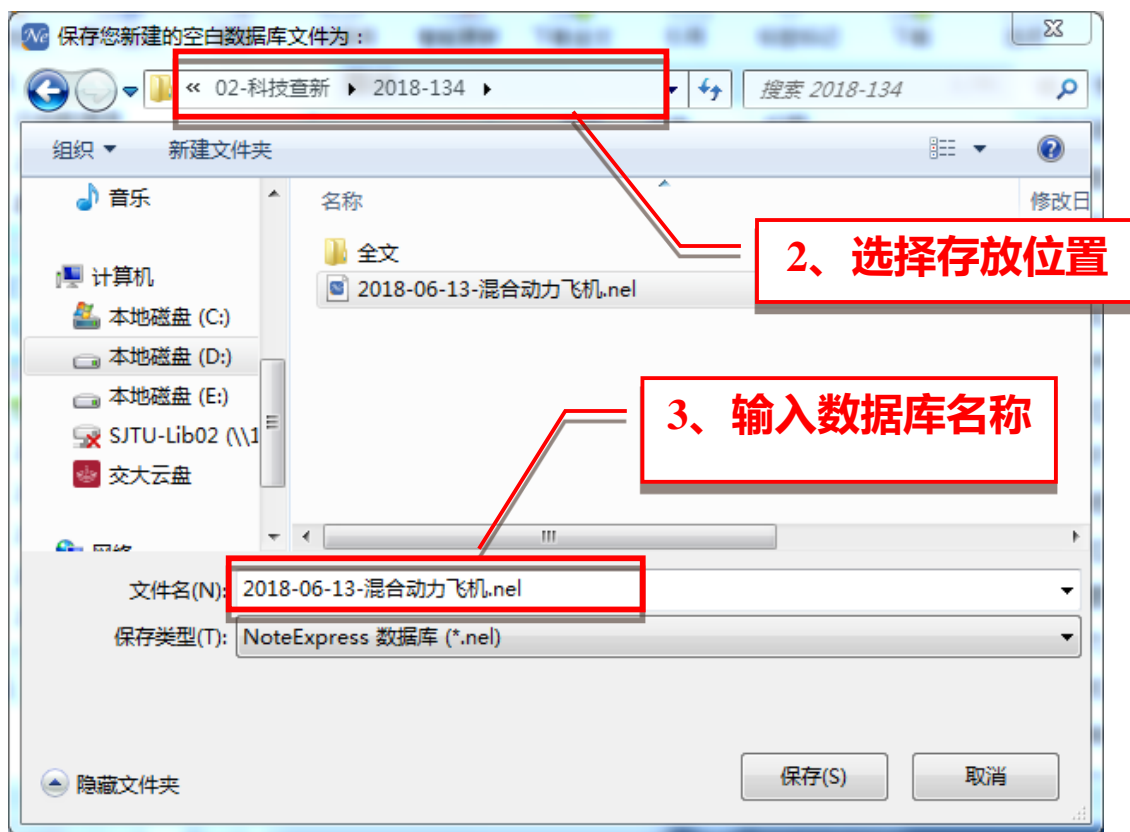 保存您新建的空白数据库文件为：
« 02-科技查新 ▸ 2018-134 ▸
搜索 2018-134
组织 新建文件夹
音乐
名称 修改日
全文
2、选择存放位置
计算机
2018-06-13-混合动力飞机.nel
本地磁盘 (C:)
本地磁盘 (D:)
本地磁盘 (E:)
3、输入数据库名称
SJTU-Lib02 (\\1
交大云盘
网络
文件名(N): 2018-06-13-混合动力飞机.nel
保存类型(T): NoteExpress 数据库 (*.nel)
隐藏文件夹 保存(S) 取消